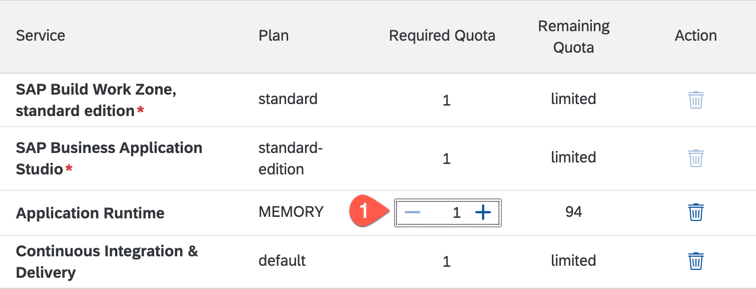 Service Plan Required Quota Remaining Quota Action
SAP Build Work Zone,
standard edition* standard 1 limited
SAP Business Application
Studio* standard-
edition 1 limited
Application Runtime MEMORY 1 − 1 + 94
Continuous Integration &
Delivery default 1 limited